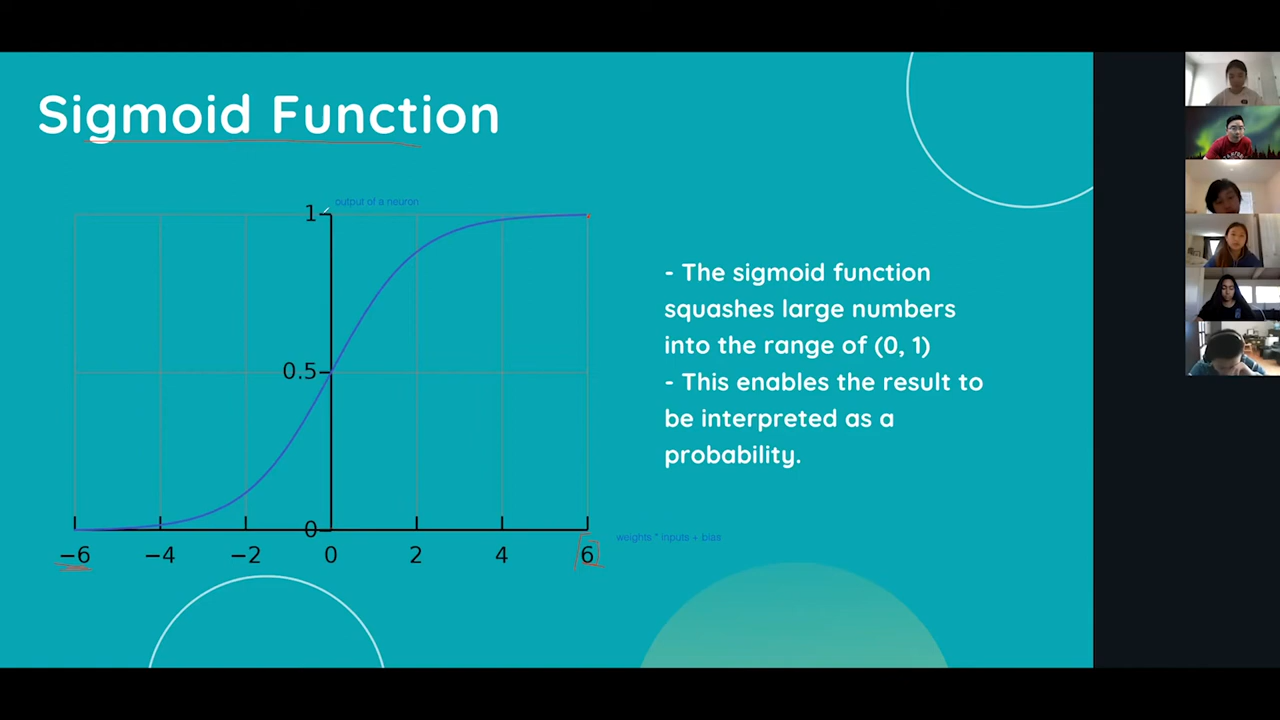 Sigmoid Function
output of a neuron
1
0.5
0
−6 −4 −2 0 2 4 6
weights * inputs + bias
- The sigmoid function
squashes large numbers
into the range of (0, 1)
- This enables the result to
be interpreted as a
probability.